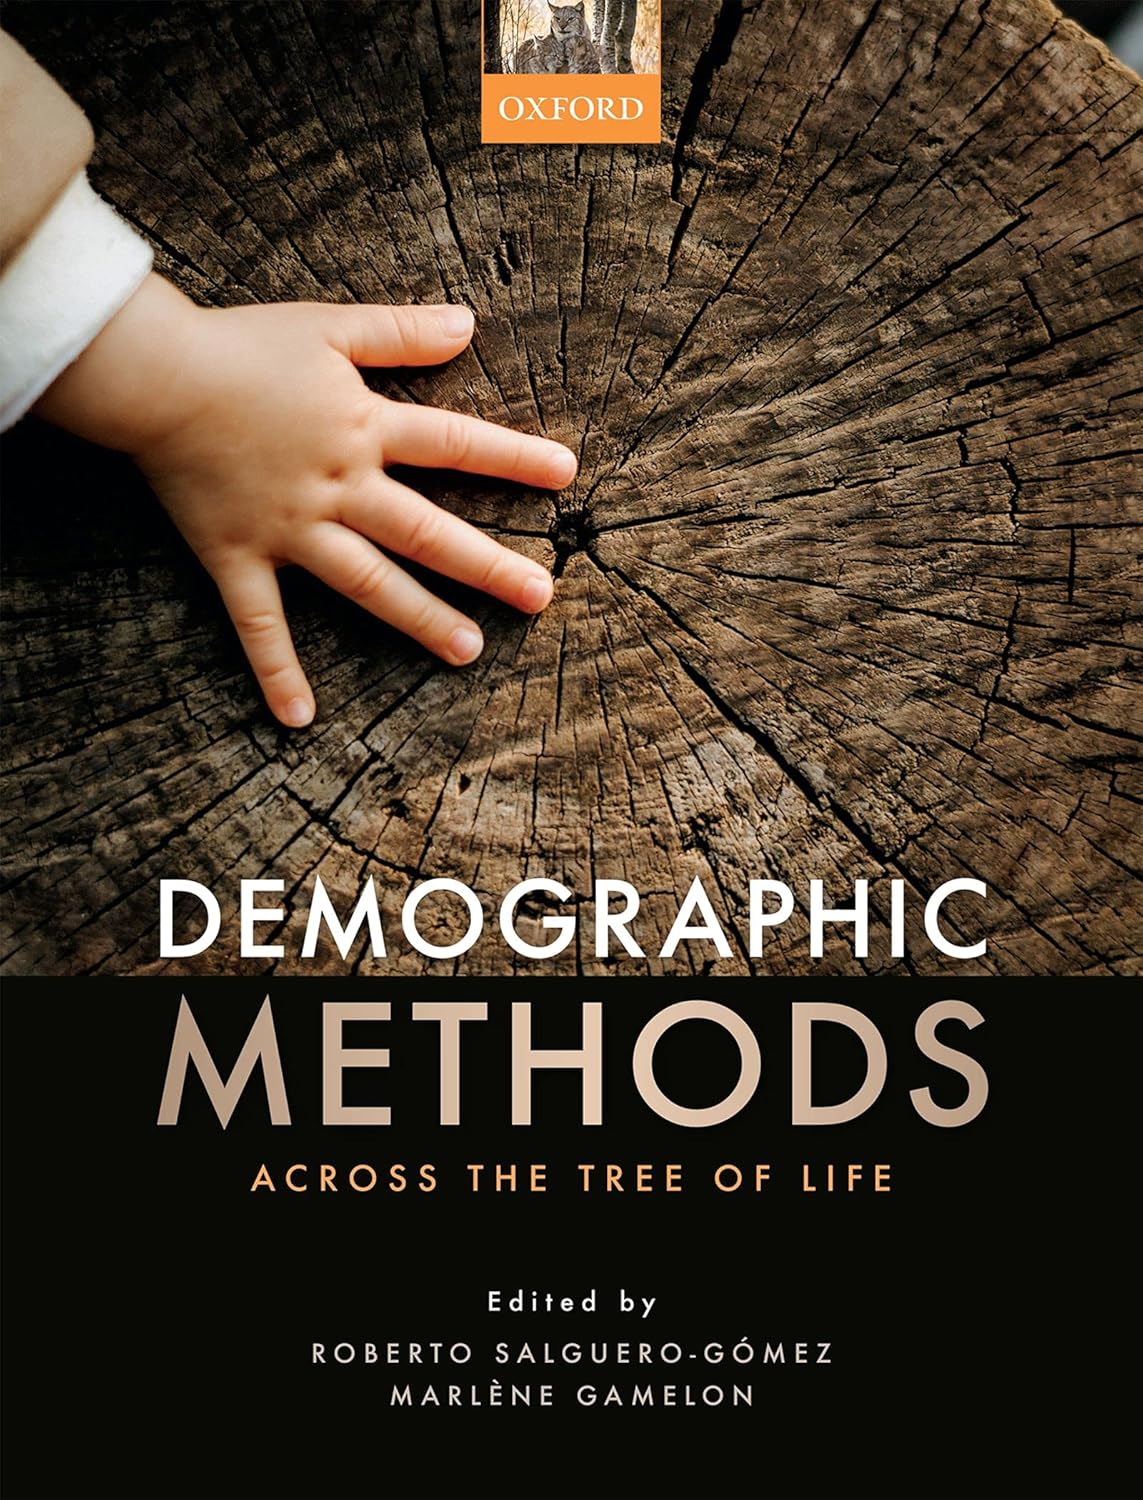 OXFORD
DEMOGRAPHIC
METHODS
ACROSS THE TREE OF LIFE
Edited by
ROBERTO SALGUERO-GÓMEZ
MARLÈNE GAMELON